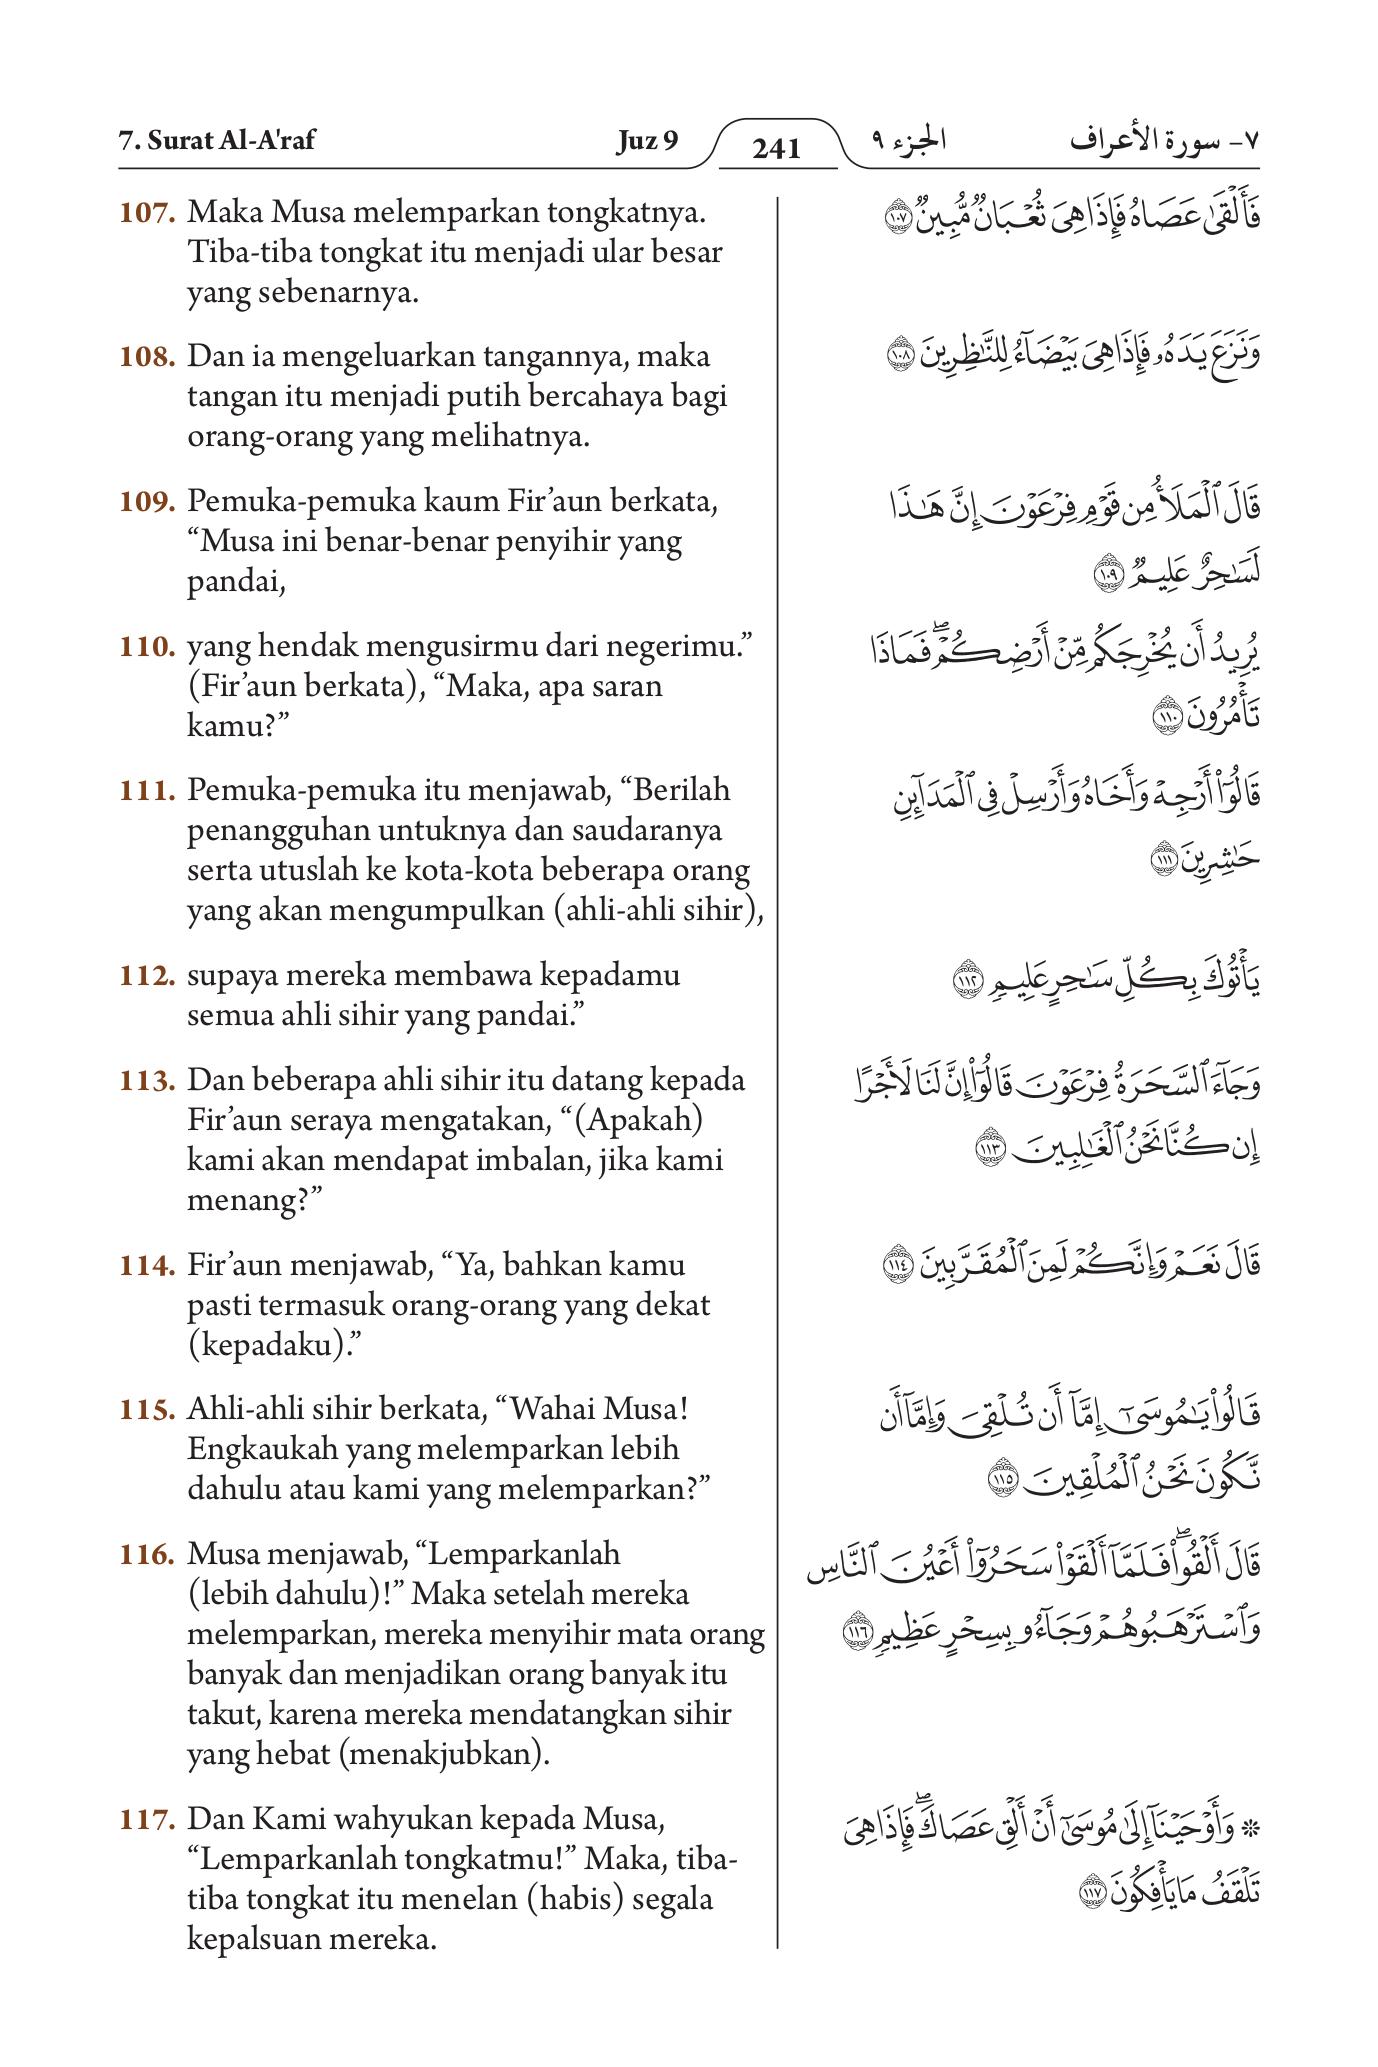 7. Surat Al-A'raf
Juz 9
241
الجزء ٩
٧- سورة الأعراف
107. Maka Musa melemparkan tongkatnya.
Tiba-tiba tongkat itu menjadi ular besar
yang sebenarnya.
فَأَلْقَىٰ عَصَاهُ فَإِذَا هِىَ ثُعْبَانٌ مُّبِينٌ ١٠٧
108. Dan ia mengeluarkan tangannya, maka
tangan itu menjadi putih bercahaya bagi
orang-orang yang melihatnya.
وَنَزَعَ يَدَهُۥ فَإِذَا هِىَ بَيْضَآءُ لِلنَّٰظِرِينَ ١٠٨
109. Pemuka-pemuka kaum Fir’aun berkata,
“Musa ini benar-benar penyihir yang
pandai,
قَالَ ٱلْمَلَأُ مِن قَوْمِ فِرْعَوْنَ إِنَّ هَٰذَا
لَسَٰحِرٌ عَلِيمٌ ١٠٩
110. yang hendak mengusirmu dari negerimu.”
(Fir’aun berkata), “Maka, apa saran
kamu?”
يُرِيدُ أَن يُخْرِجَكُم مِّنْ أَرْضِكُمْ ۖ فَمَاذَا
تَأْمُرُونَ ١١٠
111. Pemuka-pemuka itu menjawab, “Berilah
penangguhan untuknya dan saudaranya
serta utuslah ke kota-kota beberapa orang
yang akan mengumpulkan (ahli-ahli sihir),
قَالُوٓا۟ أَرْجِهْ وَأَخَاهُ وَأَرْسِلْ فِى ٱلْمَدَآئِنِ
حَٰشِرِينَ ١١١
112. supaya mereka membawa kepadamu
semua ahli sihir yang pandai.”
يَأْتُوكَ بِكُلِّ سَٰحِرٍ عَلِيمٍ ١١٢
113. Dan beberapa ahli sihir itu datang kepada
Fir’aun seraya mengatakan, “(Apakah)
kami akan mendapat imbalan, jika kami
menang?”
وَجَآءَ ٱلسَّحَرَةُ فِرْعَوْنَ قَالُوٓا۟ إِنَّ لَنَا لَأَجْرًا
إِن كُنَّا نَحْنُ ٱلْغَٰلِبِينَ ١١٣
114. Fir’aun menjawab, “Ya, bahkan kamu
pasti termasuk orang-orang yang dekat
(kepadaku).”
قَالَ نَعَمْ وَإِنَّكُمْ لَمِنَ ٱلْمُقَرَّبِينَ ١١٤
115. Ahli-ahli sihir berkata, “Wahai Musa!
Engkaukah yang melemparkan lebih
dahulu atau kami yang melemparkan?”
قَالُوا۟ يَٰمُوسَىٰٓ إِمَّآ أَن تُلْقِىَ وَإِمَّآ أَن
نَّكُونَ نَحْنُ ٱلْمُلْقِينَ ١١٥
116. Musa menjawab, “Lemparkanlah
(lebih dahulu)!” Maka setelah mereka
melemparkan, mereka menyihir mata orang
banyak dan menjadikan orang banyak itu
takut, karena mereka mendatangkan sihir
yang hebat (menakjubkan).
قَالَ أَلْقُوا۟ ۖ فَلَمَّآ أَلْقَوْا۟ سَحَرُوٓا۟ أَعْيُنَ ٱلنَّاسِ
وَٱسْتَرْهَبُوهُمْ وَجَآءُو بِسِحْرٍ عَظِيمٍ ١١٦
117. Dan Kami wahyukan kepada Musa,
“Lemparkanlah tongkatmu!” Maka, tiba-
tiba tongkat itu menelan (habis) segala
kepalsuan mereka.
۞ وَأَوْحَيْنَآ إِلَىٰ مُوسَىٰٓ أَنْ أَلْقِ عَصَاكَ ۖ فَإِذَا هِىَ
تَلْقَفُ مَا يَأْفِكُونَ ١١٧